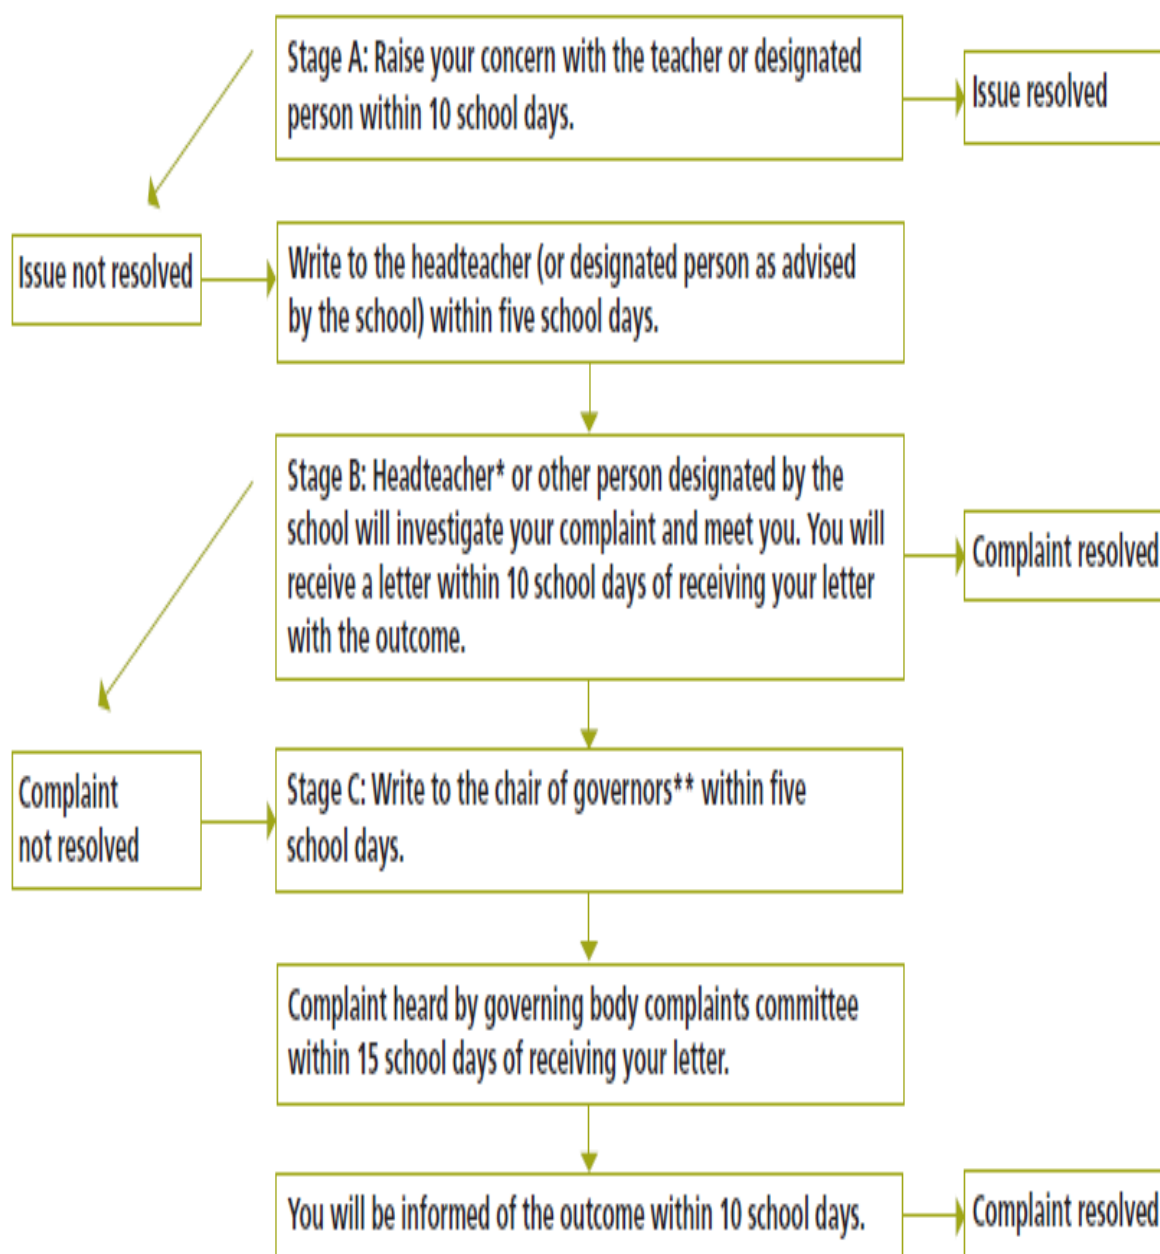 Stage A: Raise your concern with the teacher or designated
person within 10 school days.
Issue resolved
Issue not resolved
Write to the headteacher (or designated person as advised
by the school) within five school days.
Stage B: Headteacher* or other person designated by the
school will investigate your complaint and meet you. You will
receive a letter within 10 school days of receiving your letter
with the outcome.
Complaint resolved
Complaint
not resolved
Stage C: Write to the chair of governors** within five
school days.
Complaint heard by governing body complaints committee
within 15 school days of receiving your letter.
You will be informed of the outcome within 10 school days.
Complaint resolved